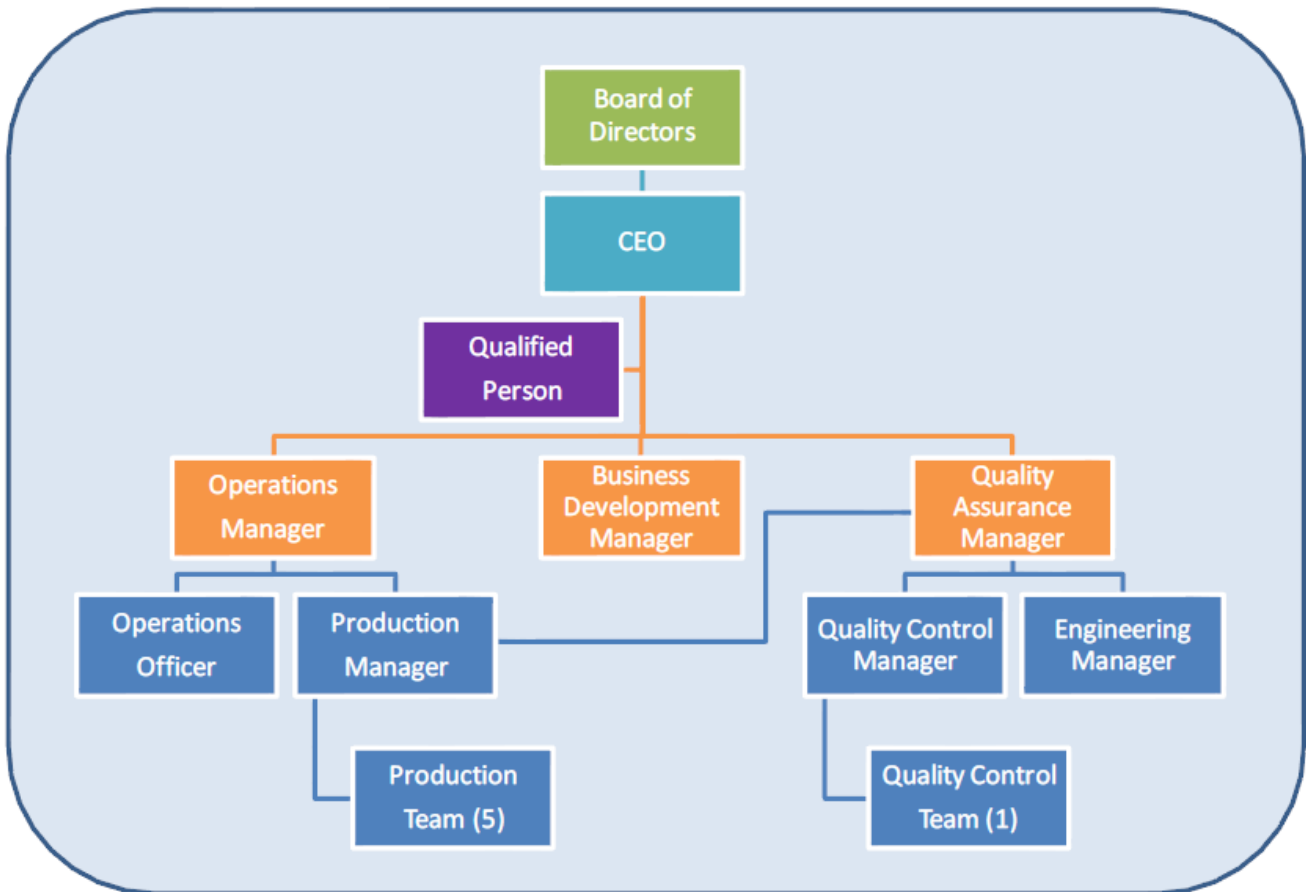 Board of
Directors
CEO
Qualified
Person
Operations
Manager
Business
Development
Manager
Quality
Assurance
Manager
Operations
Officer
Production
Manager
Quality Control
Manager
Engineering
Manager
Production
Team (5)
Quality Control
Team (1)